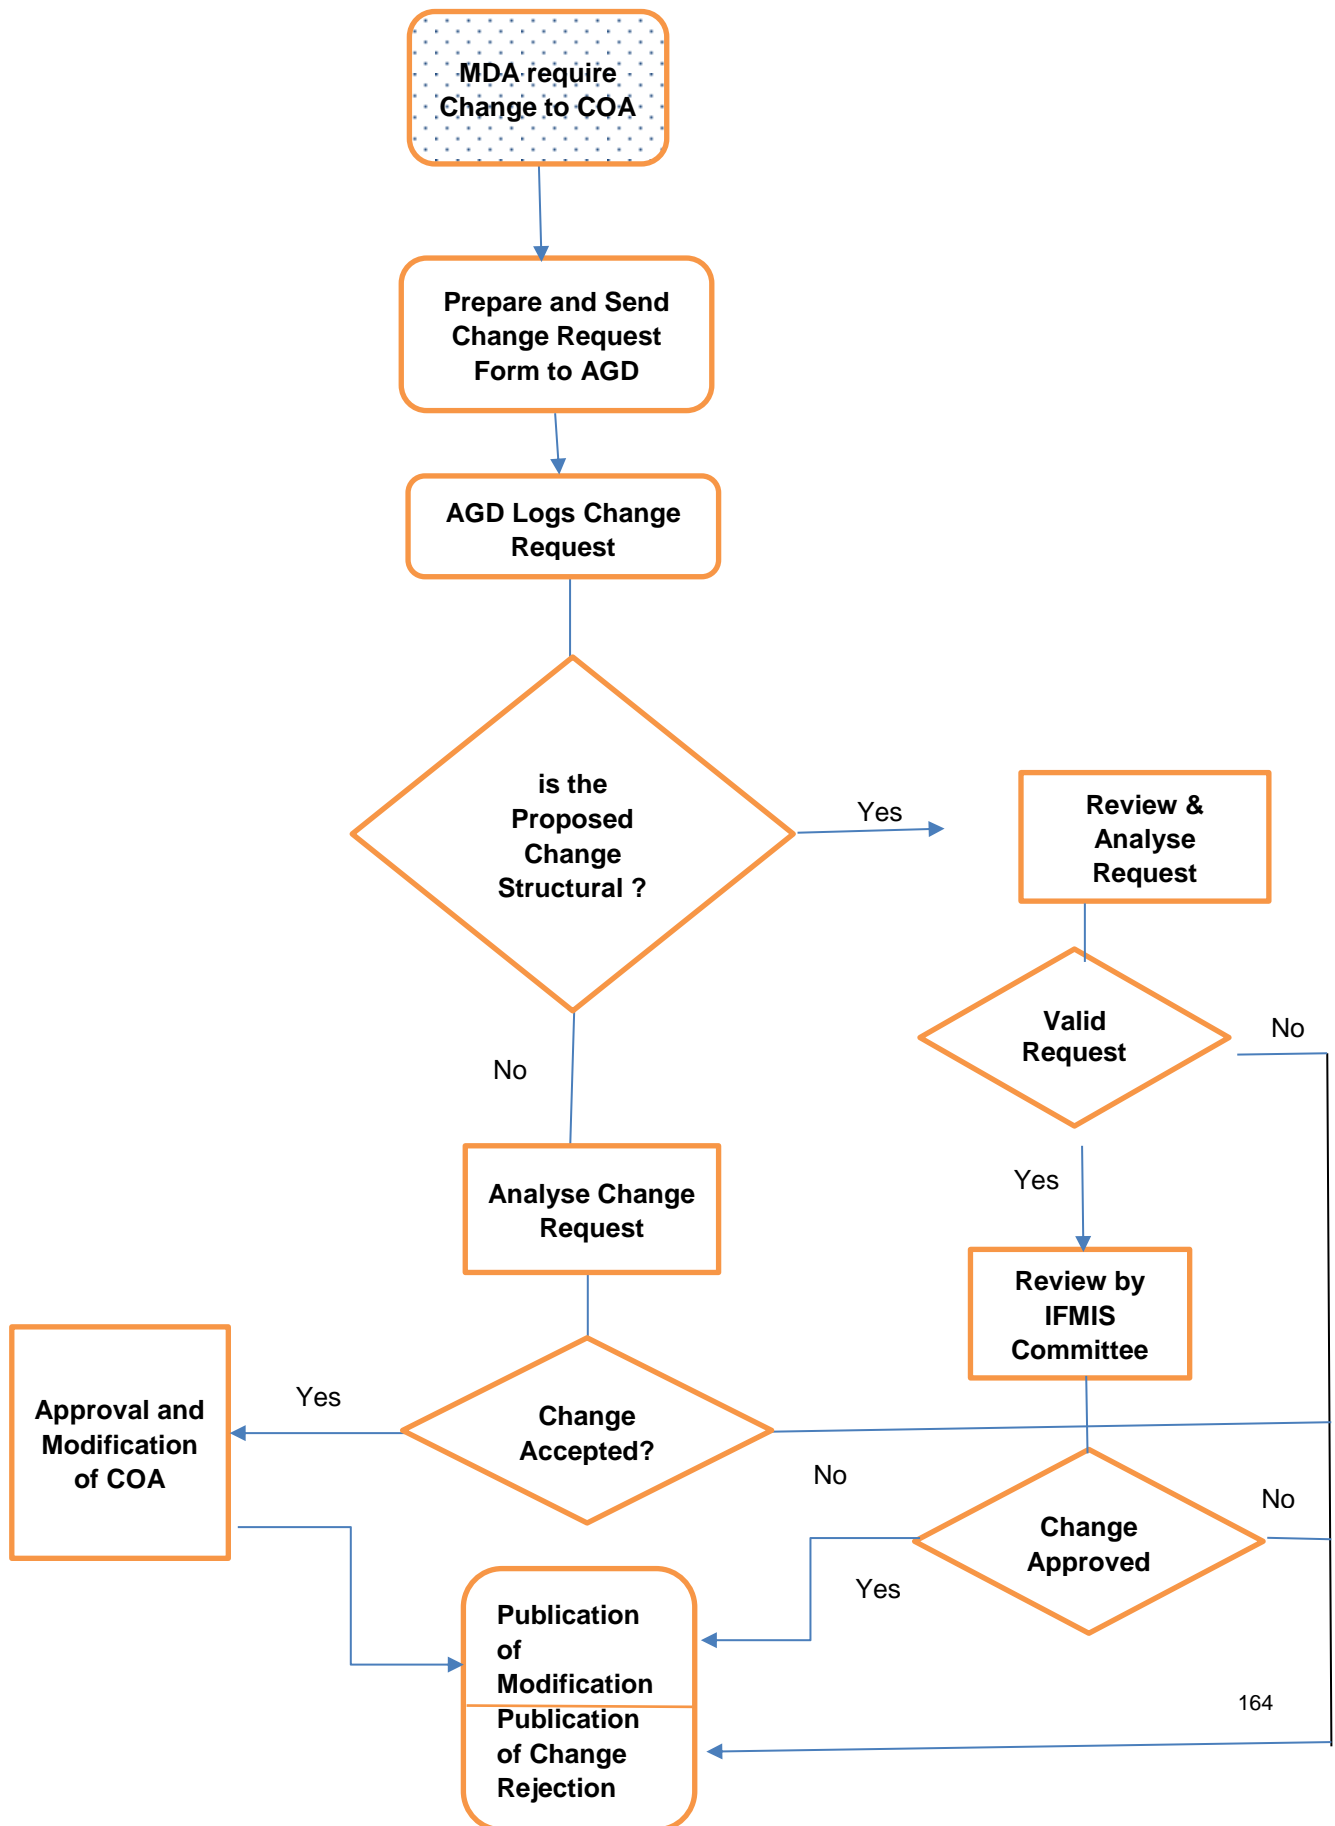 MDA require
Change to COA
Prepare and Send
Change Request
Form to AGD
AGD Logs Change
Request
is the
Proposed
Change
Structural ?
Yes
Review &
Analyse
Request
Valid
Request
No
No
Yes
Analyse Change
Request
Review by
IFMIS
Committee
Approval and
Modification
of COA
Yes
Change
Accepted?
No
Change
Approved
No
Yes
Publication
of
Modification
Publication
of Change
Rejection
164